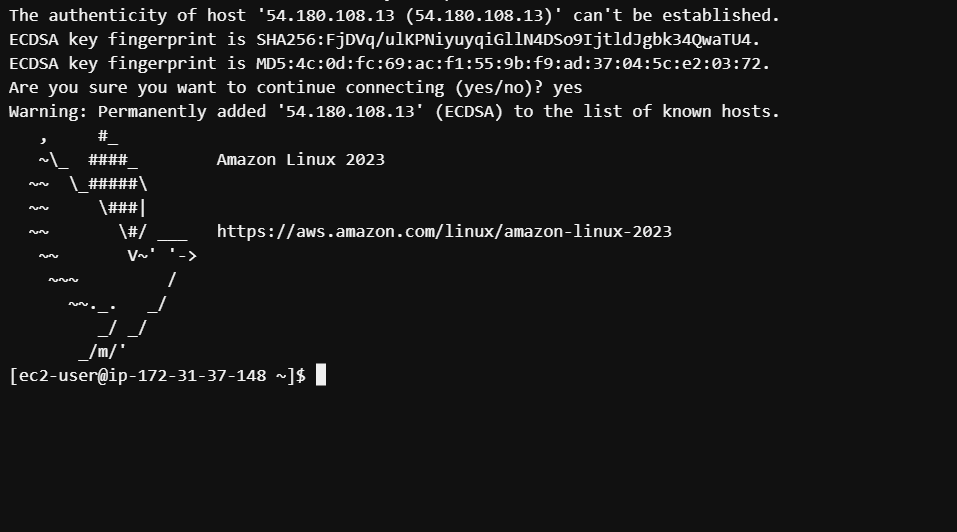 The authenticity of host '54.180.108.13 (54.180.108.13)' can't be established.
ECDSA key fingerprint is SHA256:FjDVq/ulKPNiyuyqiGllN4DSo9IjtldJgbk34QwaTU4.
ECDSA key fingerprint is MD5:4c:0d:fc:69:ac:f1:55:9b:f9:ad:37:04:5c:e2:03:72.
Are you sure you want to continue connecting (yes/no)? yes
Warning: Permanently added '54.180.108.13' (ECDSA) to the list of known hosts.
   ,     #_
   ~\_  ####_        Amazon Linux 2023
  ~~  \_#####\
  ~~     \###|
  ~~       \#/ ___   https://aws.amazon.com/linux/amazon-linux-2023
   ~~       V~' '->
    ~~~         /
      ~~._.   _/
         _/ _/
       _/m/'
[ec2-user@ip-172-31-37-148 ~]$